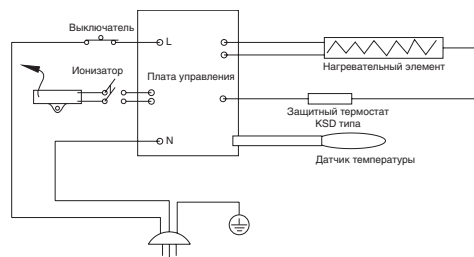 Выключатель
L
Ионизатор
Плата управления
Нагревательный элемент
Защитный термостат
KSD типа
N
Датчик температуры